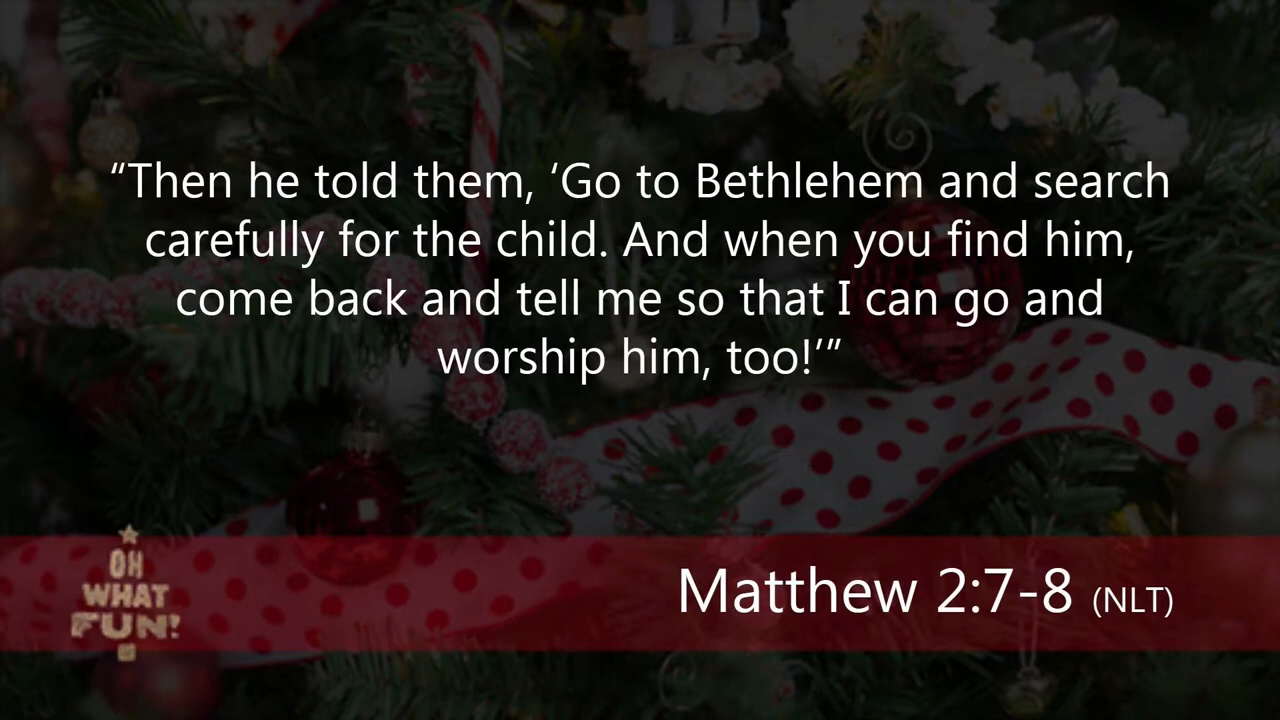 “Then he told them, ‘Go to Bethlehem and search
carefully for the child. And when you find him,
come back and tell me so that I can go and
worship him, too!’”
OH
WHAT
FUN!
Matthew 2:7-8 (NLT)